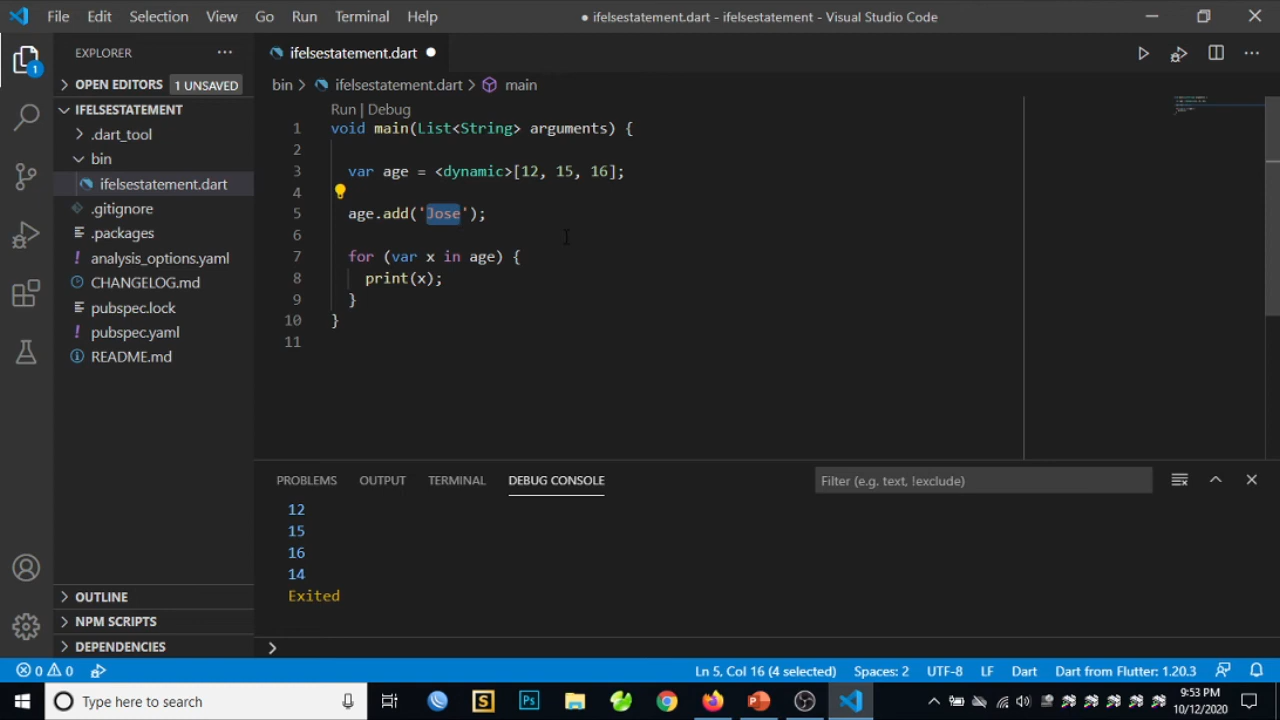 File Edit Selection View Go Run Terminal Help
● ifelsestatement.dart - ifelsestatement - Visual Studio Code
EXPLORER
OPEN EDITORS 1 UNSAVED
IFELSESTATEMENT
.dart_tool
bin
ifelsestatement.dart
.gitignore
.packages
! analysis_options.yaml
CHANGELOG.md
pubspec.lock
! pubspec.yaml
README.md
OUTLINE
NPM SCRIPTS
DEPENDENCIES
1
ifelsestatement.dart
bin > ifelsestatement.dart > main
Run | Debug
1 void main(List<String> arguments) {
2
3 var age = <dynamic>[12, 15, 16];
4
5 age.add('Jose');
6
7 for (var x in age) {
8 print(x);
9 }
10 }
11
PROBLEMS OUTPUT TERMINAL DEBUG CONSOLE
Filter (e.g. text, !exclude)
12
15
16
14
Exited
0 0
Ln 5, Col 16 (4 selected) Spaces: 2 UTF-8 LF Dart Dart from Flutter: 1.20.3
Type here to search
S Ps
9:53 PM
10/12/2020